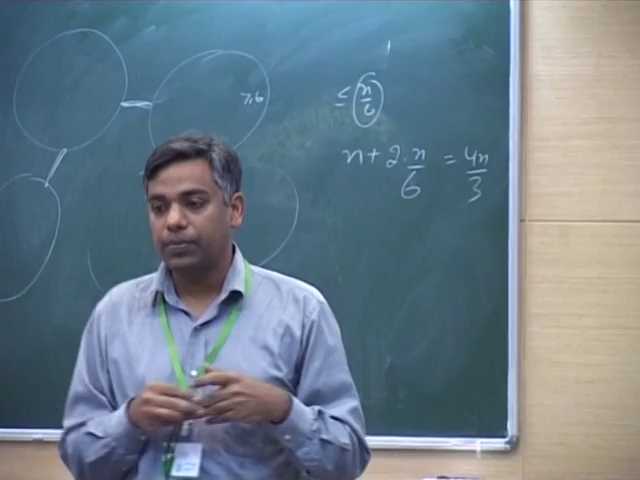 ≥6
≤ n/6
n + 2·n/6 = 4n/3